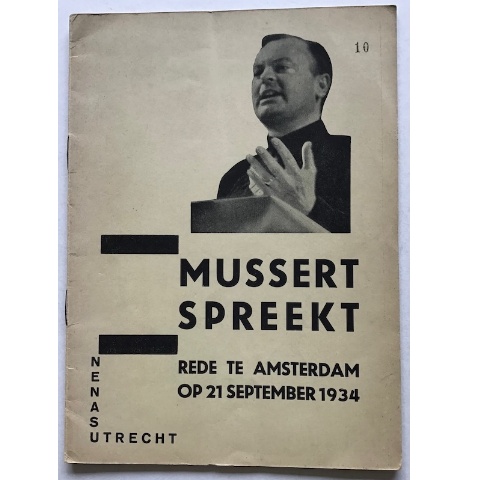 10
MUSSERT
SPREEKT
REDE TE AMSTERDAM
OP 21 SEPTEMBER 1934
NENASU
UTRECHT